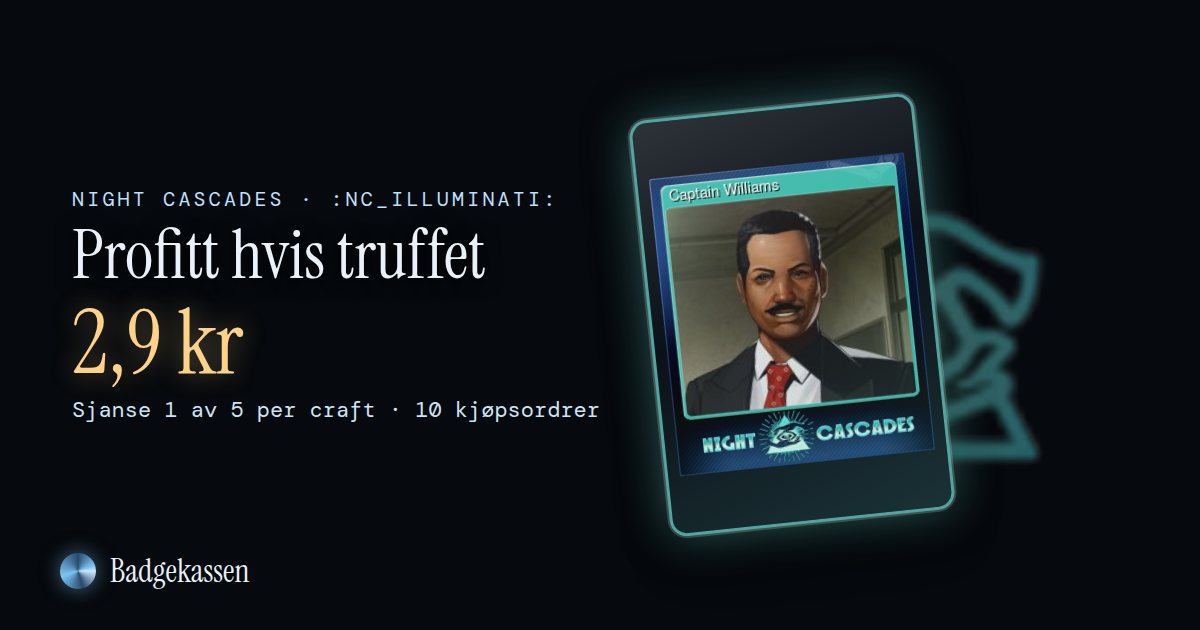 NIGHT CASCADES · :NC_ILLUMINATI:
Profitt hvis truffet
2,9 kr
Sjanse 1 av 5 per craft · 10 kjøpsordrer
Captain Williams
NIGHT CASCADES
Badgekassen